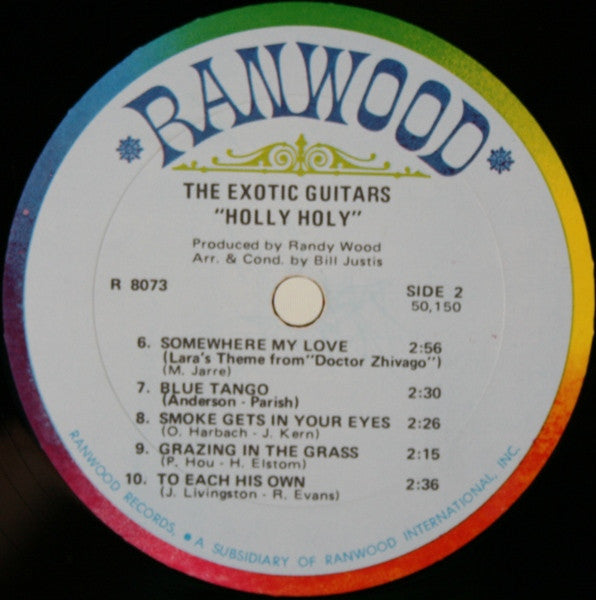 RANWOOD
THE EXOTIC GUITARS
"HOLLY HOLY"
Produced by Randy Wood
Arr. & Cond. by Bill Justis
R 8073
SIDE 2
50,150
6. SOMEWHERE MY LOVE 2:56
(Lara's Theme from"Doctor Zhivago")
(M. Jarre)
7. BLUE TANGO 2:30
(Anderson - Parish)
8. SMOKE GETS IN YOUR EYES 2:26
(O. Harbach - J. Kern)
9. GRAZING IN THE GRASS 2:15
(P. Hou - H. Elstom)
10. TO EACH HIS OWN 2:36
(J. Livingston - R. Evans)
RANWOOD RECORDS, • A SUBSIDIARY OF RANWOOD INTERNATIONAL, INC.